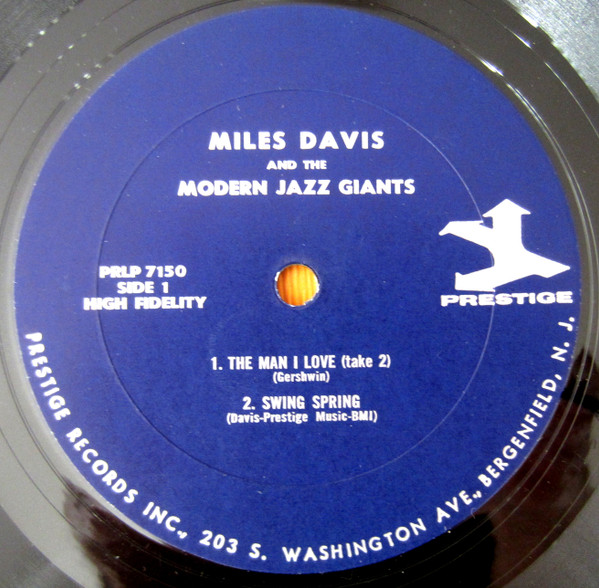 MILES DAVIS
AND THE
MODERN JAZZ GIANTS
PRLP 7150
SIDE 1
HIGH FIDELITY
PRESTIGE
1. THE MAN I LOVE (take 2)
(Gershwin)
2. SWING SPRING
(Davis-Prestige Music-BMI)
PRESTIGE RECORDS INC., 203 S. WASHINGTON AVE., BERGENFIELD, N. J.